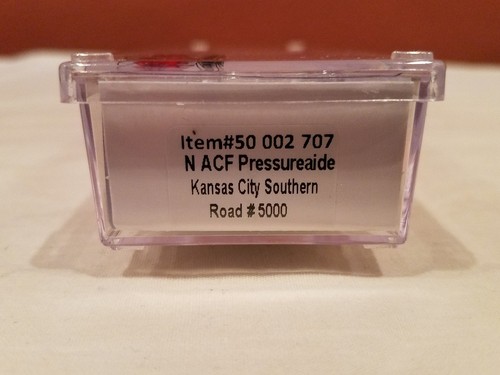 Item#50 002 707
N ACF Pressureaide
Kansas City Southern
Road #5000